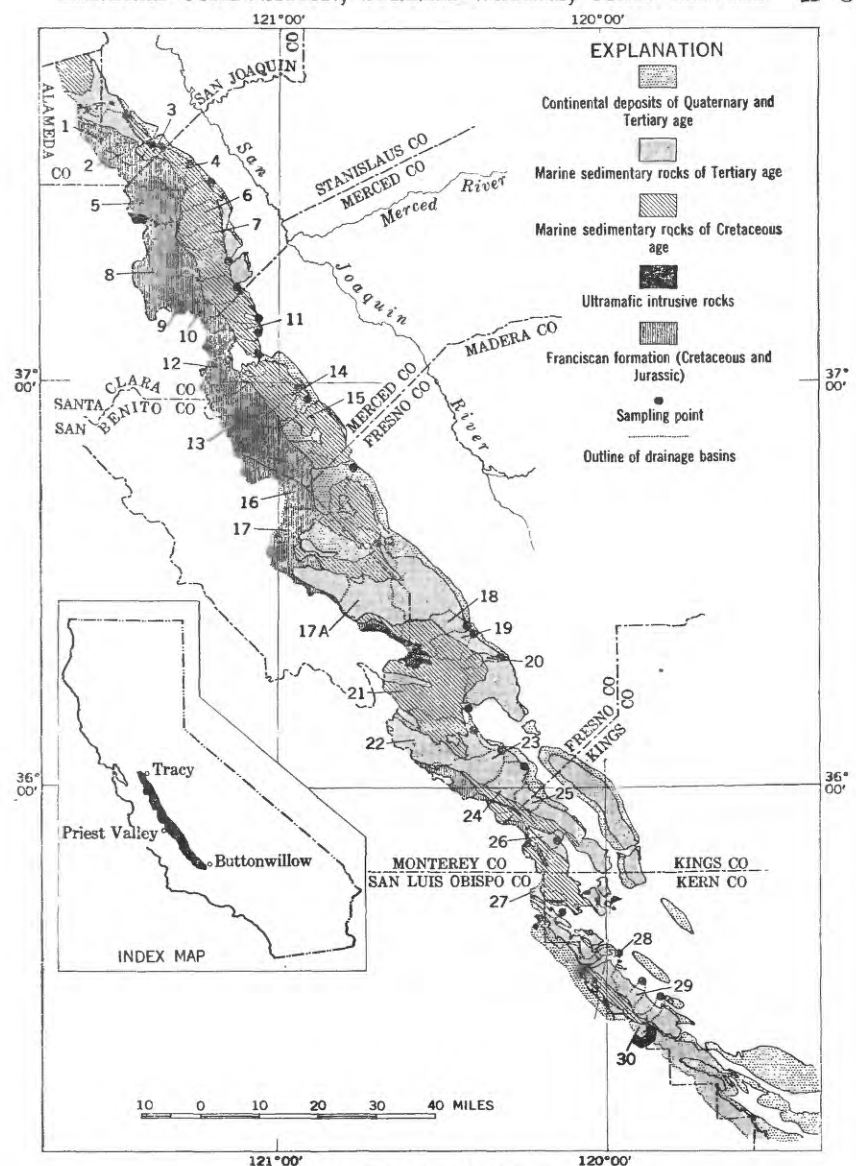 121°00'
120°00'
EXPLANATION
Continental deposits of Quaternary and
Tertiary age
Marine sedimentary rocks of Tertiary age
Marine sedimentary rocks of Cretaceous
age
Ultramafic intrusive rocks
Franciscan formation (Cretaceous and
Jurassic)
Sampling point
Outline of drainage basins
ALAMEDA
CO
CO
SAN JOAQUIN CO
San
Joaquin
River
STANISLAUS CO
MERCED CO
Merced River
MADERA CO
FRESNO CO
MERCED CO
FRESNO CO
SANTA CLARA CO
SAN BENITO CO
37°
00'
37°
00'
1
2
3
4
5
6
7
8
9
10
11
12
13
14
15
16
17
17A
18
19
20
21
22
23
24
25
26
27
28
29
30
FRESNO CO
KINGS CO
36°
00'
36°
00'
MONTEREY CO
SAN LUIS OBISPO CO
KINGS CO
KERN CO
Tracy
Priest Valley
Buttonwillow
INDEX MAP
10 0 10 20 30 40 MILES
121°00'
120°00'